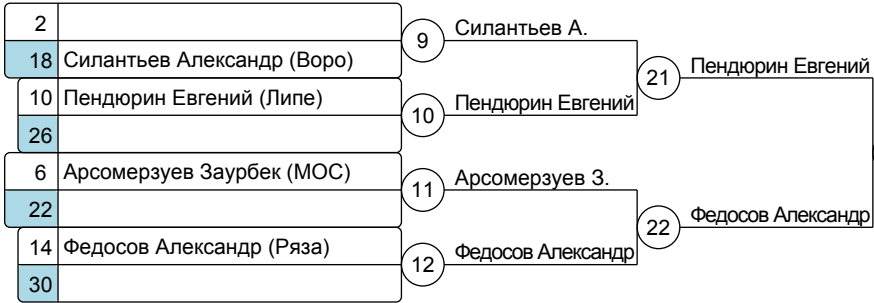 2
18 Силантьев Александр (Воро)
10 Пендюрин Евгений (Липе)
26
6 Арсомерзуев Заурбек (МОС)
22
14 Федосов Александр (Ряза)
30
9 Силантьев А.
10 Пендюрин Евгений
11 Арсомерзуев З.
12 Федосов Александр
21 Пендюрин Евгений
22 Федосов Александр